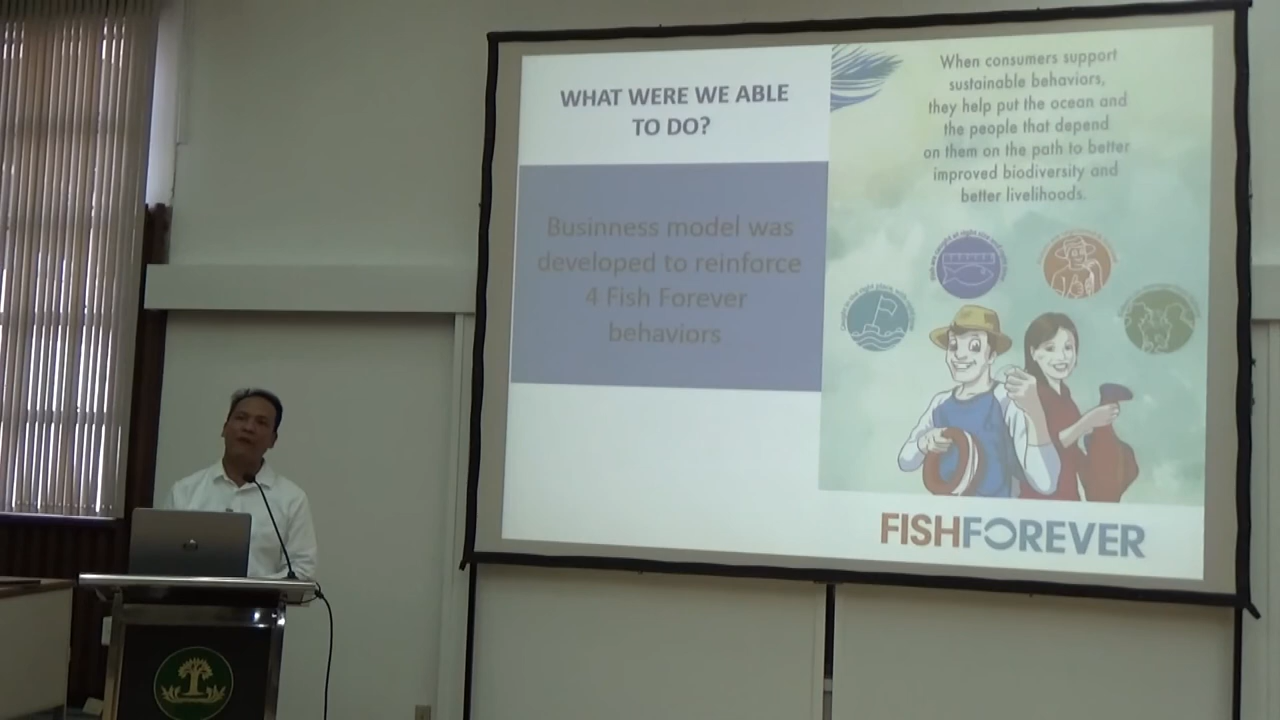 WHAT WERE WE ABLE
TO DO?
Businness model was
developed to reinforce
4 Fish Forever
behaviors
When consumers support
sustainable behaviors,
they help put the ocean and
the people that depend
on them on the path to better
improved biodiversity and
better livelihoods.
FISHFOREVER